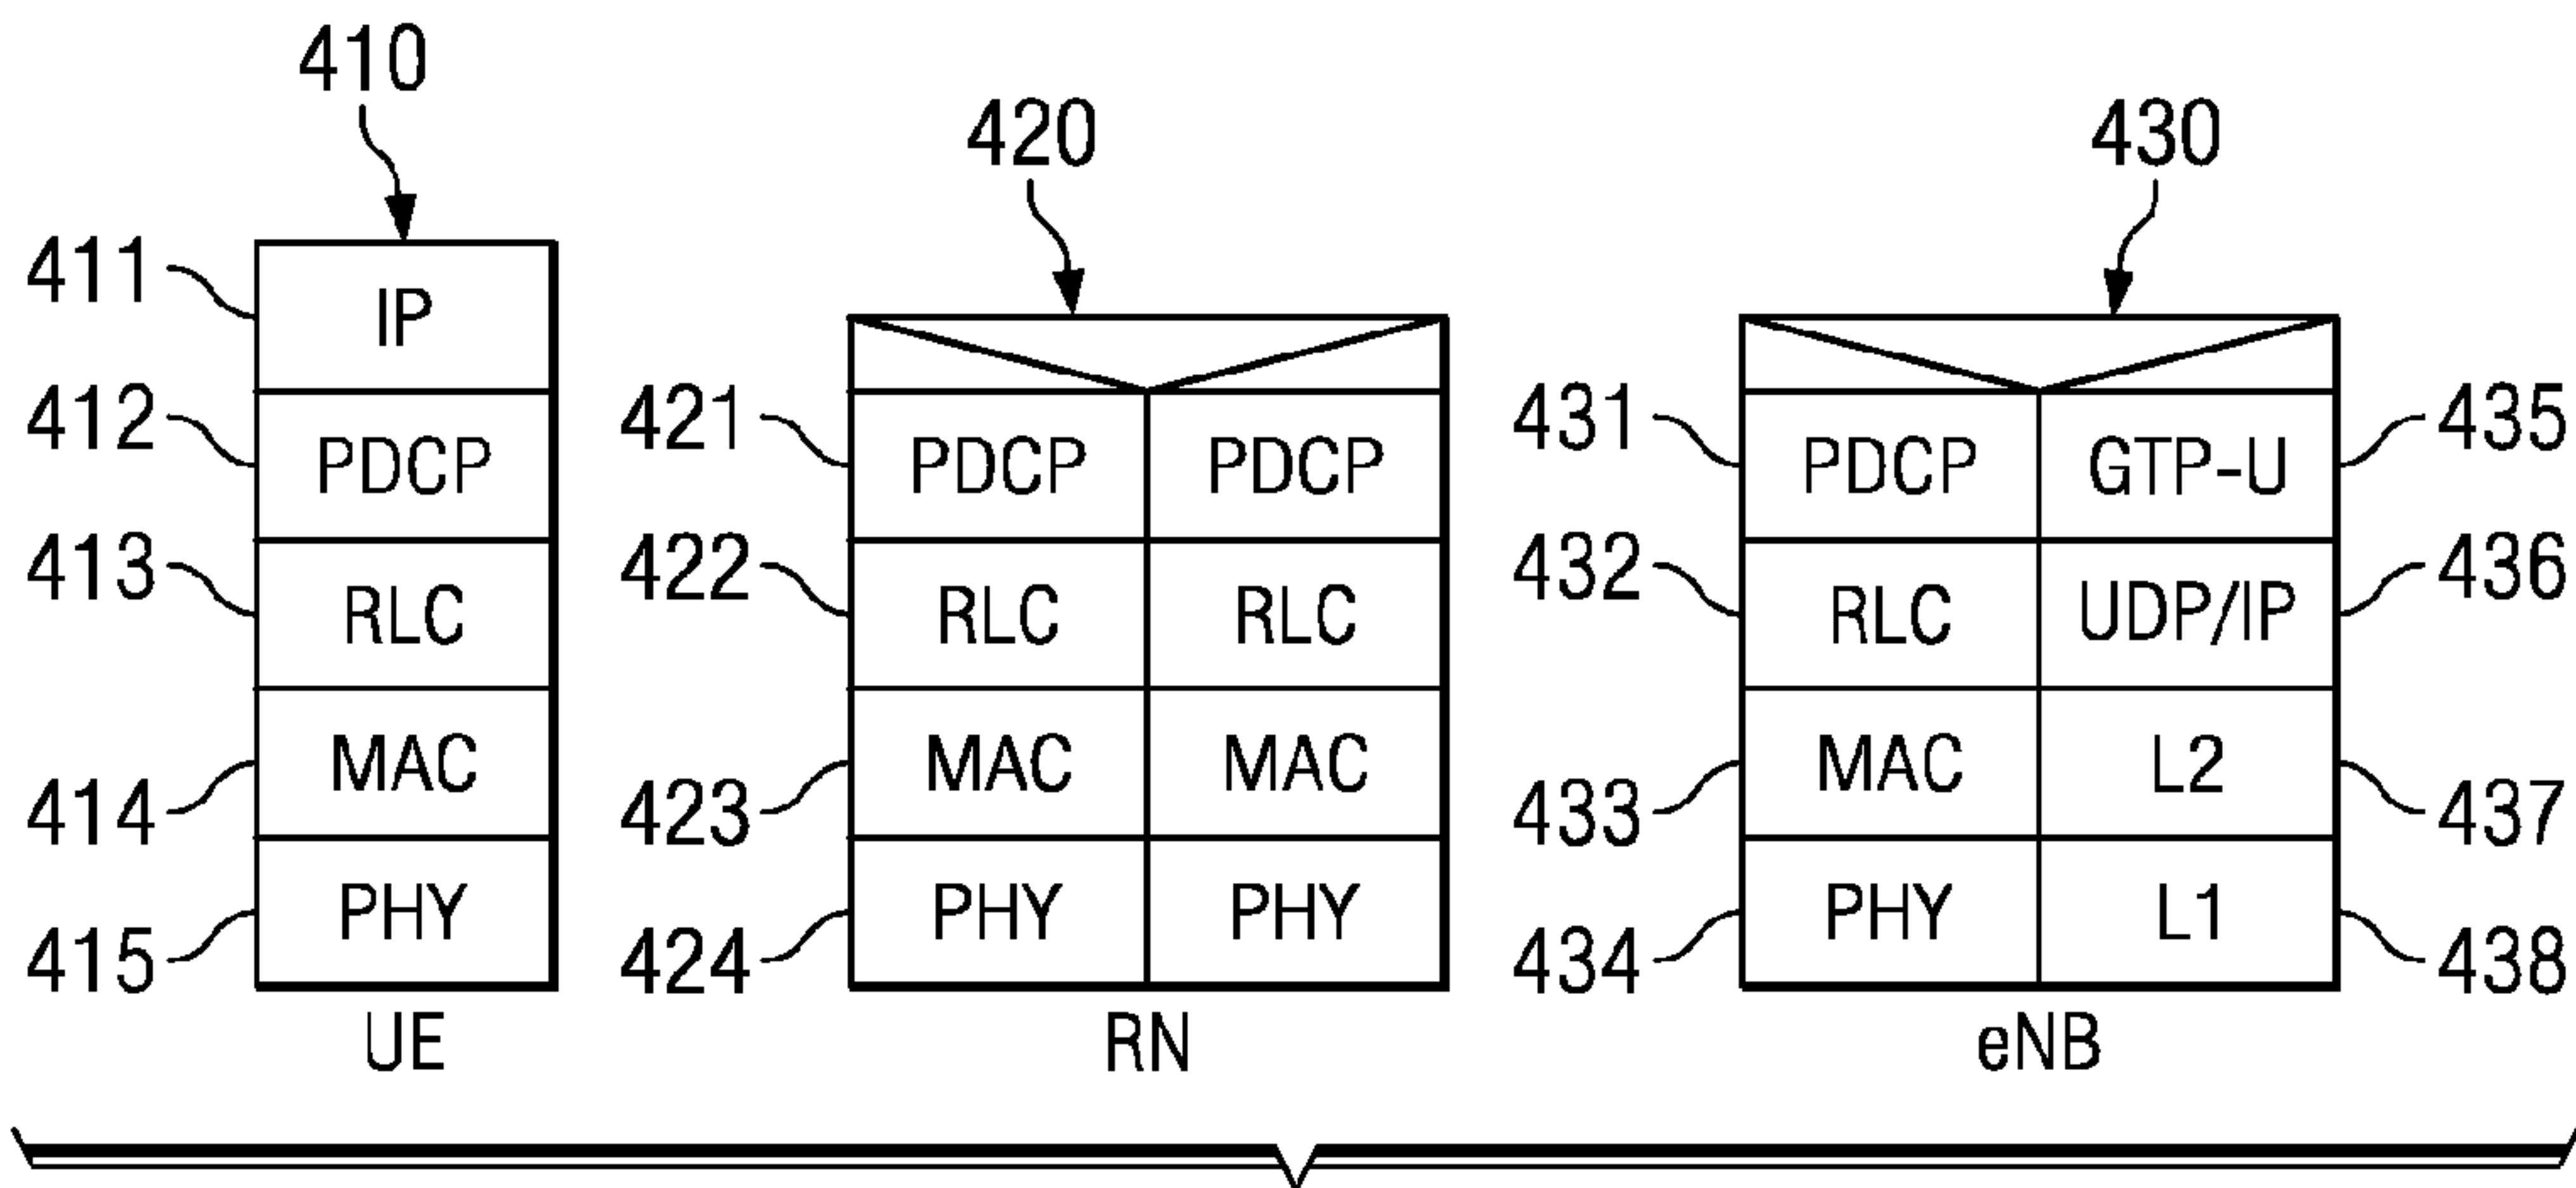 410
420
430
411
IP
412
PDCP
421
PDCP
PDCP
431
PDCP
GTP-U
435
413
RLC
422
RLC
RLC
432
RLC
UDP/IP
436
414
MAC
423
MAC
MAC
433
MAC
L2
437
415
PHY
424
PHY
PHY
434
PHY
L1
438
UE
RN
eNB